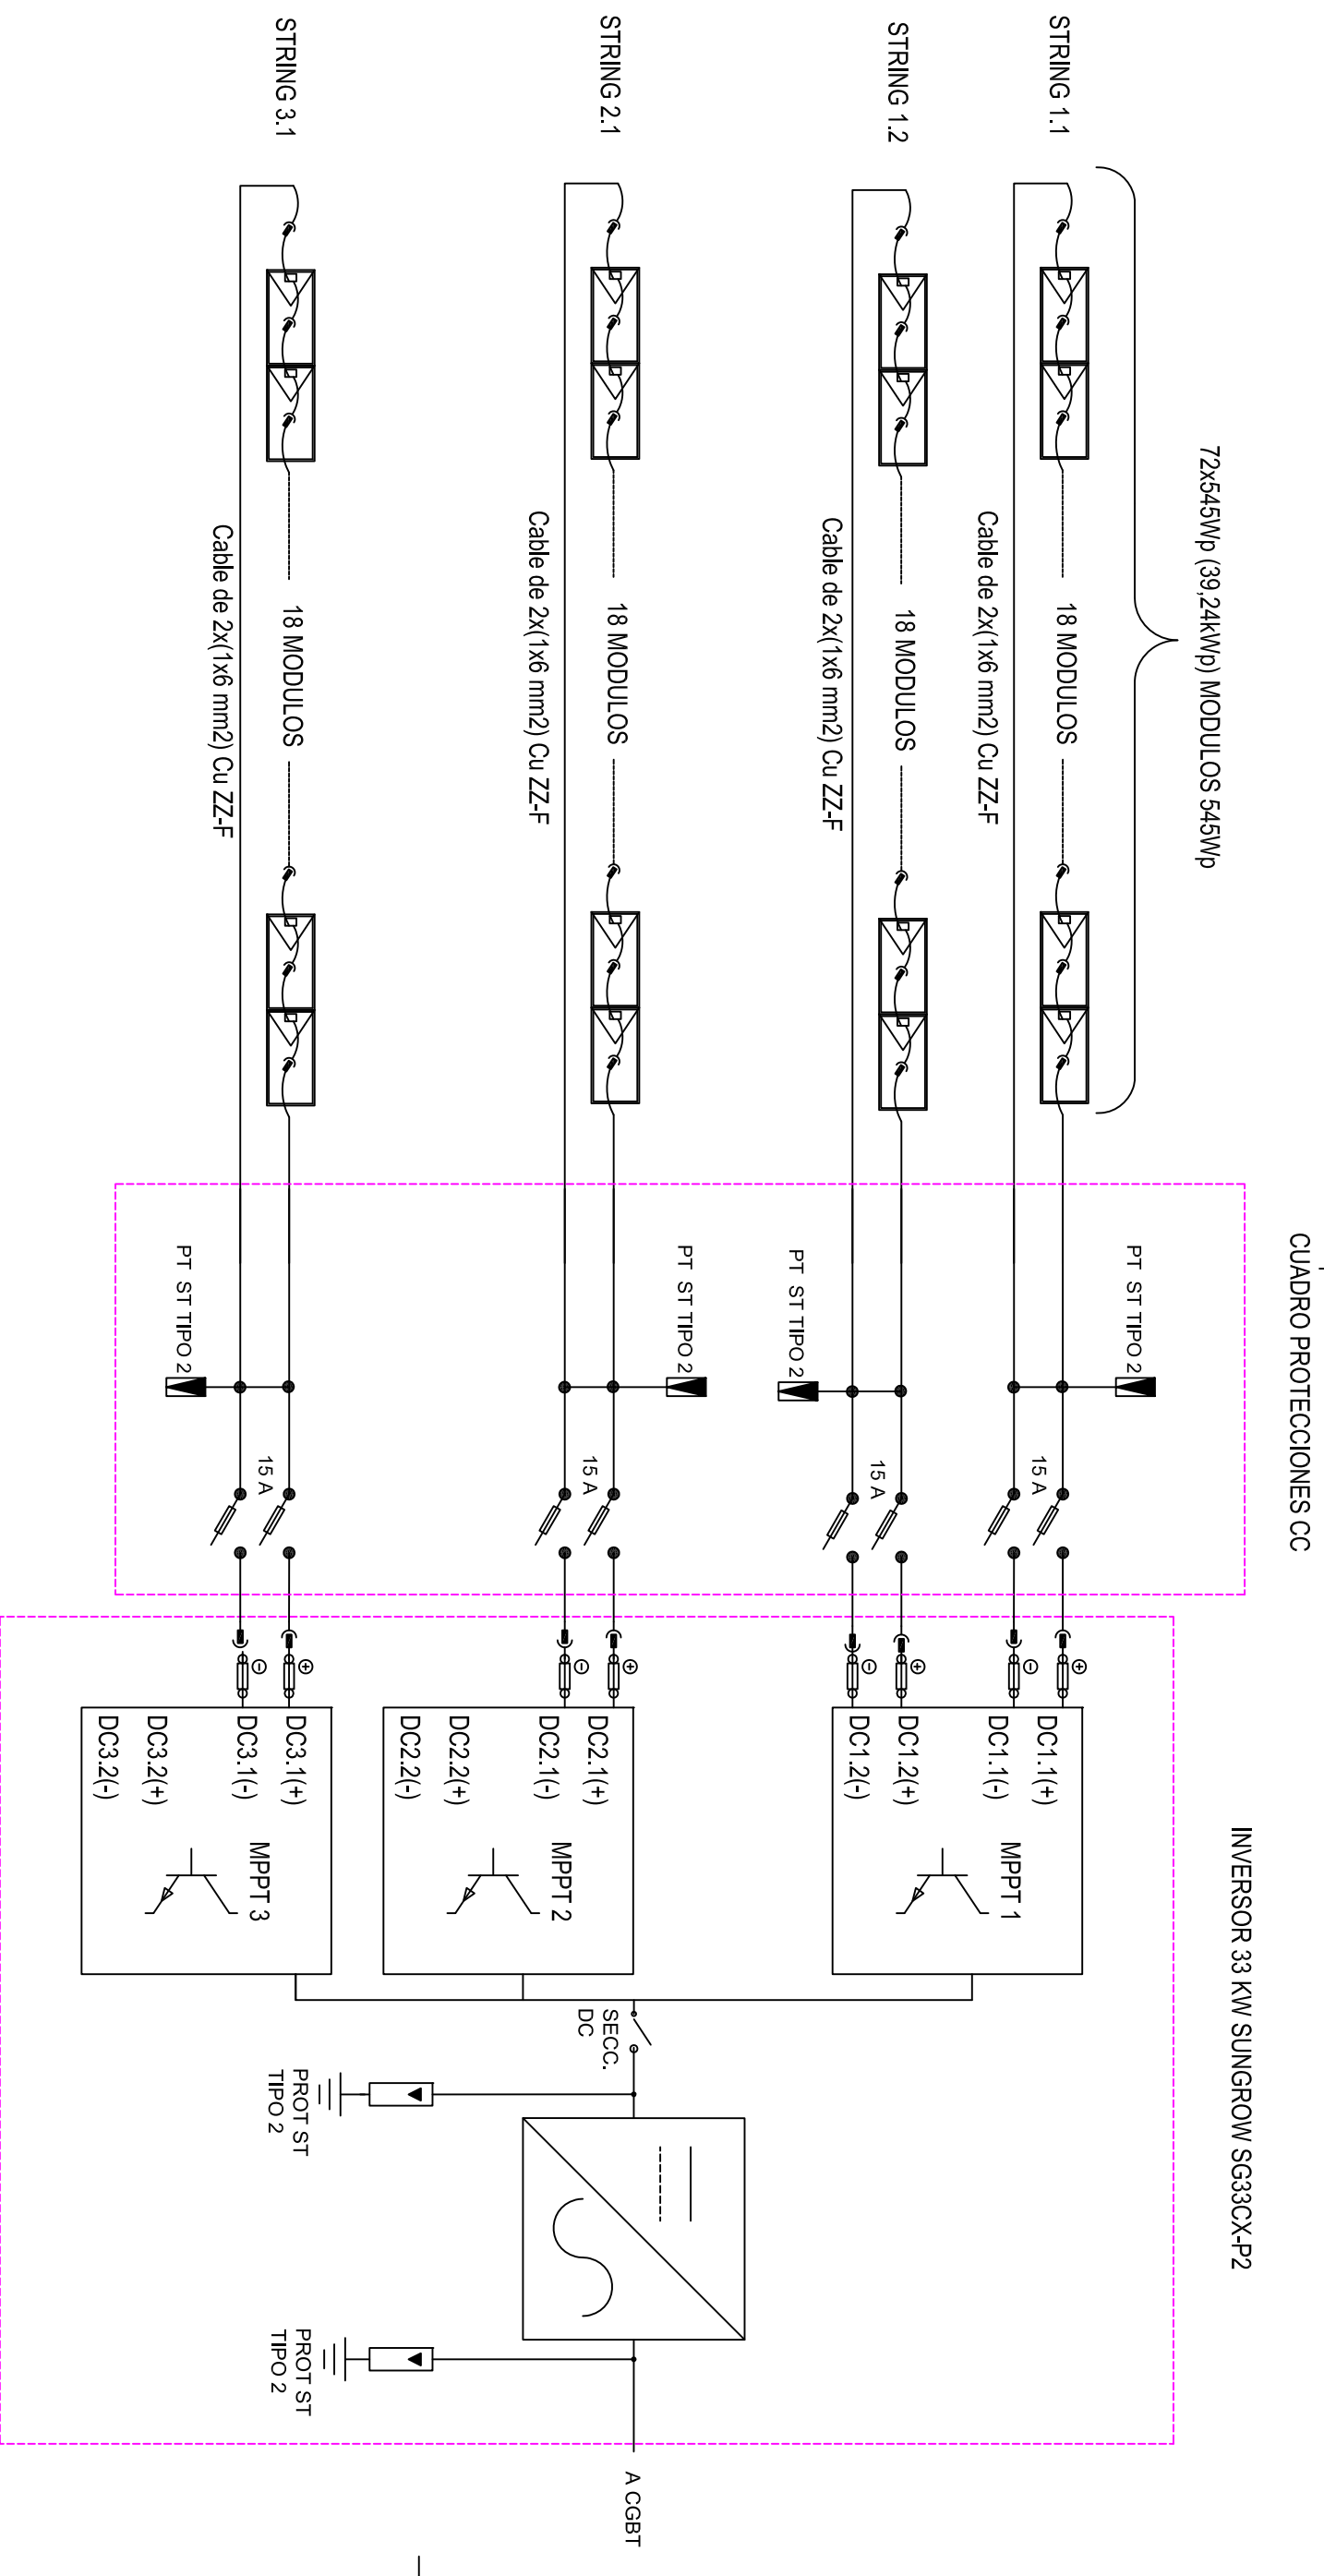 CUADRO PROTECCIONES CC
INVERSOR 33 KW SUNGROW SG33CX-P2
72x545Wp (39,24kWp) MODULOS 545Wp
STRING 1.1
18 MODULOS
Cable de 2x(1x6 mm2) Cu ZZ-F
PT ST TIPO 2
15 A
+
-
DC1.1(+)
DC1.1(-)
MPPT 1
STRING 1.2
18 MODULOS
Cable de 2x(1x6 mm2) Cu ZZ-F
PT ST TIPO 2
15 A
+
-
DC1.2(+)
DC1.2(-)
STRING 2.1
18 MODULOS
Cable de 2x(1x6 mm2) Cu ZZ-F
PT ST TIPO 2
15 A
+
-
DC2.1(+)
DC2.1(-)
DC2.2(+)
DC2.2(-)
MPPT 2
SECC.
DC
A CGBT
STRING 3.1
18 MODULOS
Cable de 2x(1x6 mm2) Cu ZZ-F
PT ST TIPO 2
15 A
+
-
DC3.1(+)
DC3.1(-)
DC3.2(+)
DC3.2(-)
MPPT 3
PROT ST
TIPO 2
PROT ST
TIPO 2